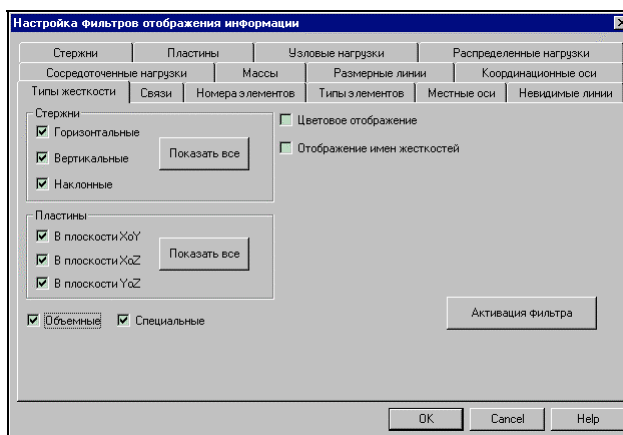 Настройка фильтров отображения информации
Стержни Пластины Узловые нагрузки Распределенные нагрузки
Сосредоточенные нагрузки Массы Размерные линии Координационные оси
Типы жесткости Связи Номера элементов Типы элементов Местные оси Невидимые линии
Стержни
Горизонтальные
Вертикальные
Наклонные
Показать все
Цветовое отображение
Отображение имен жесткостей
Пластины
В плоскости XoY
В плоскости XoZ
В плоскости YoZ
Показать все
Объемные Специальные
Активация фильтра
OK Cancel Help